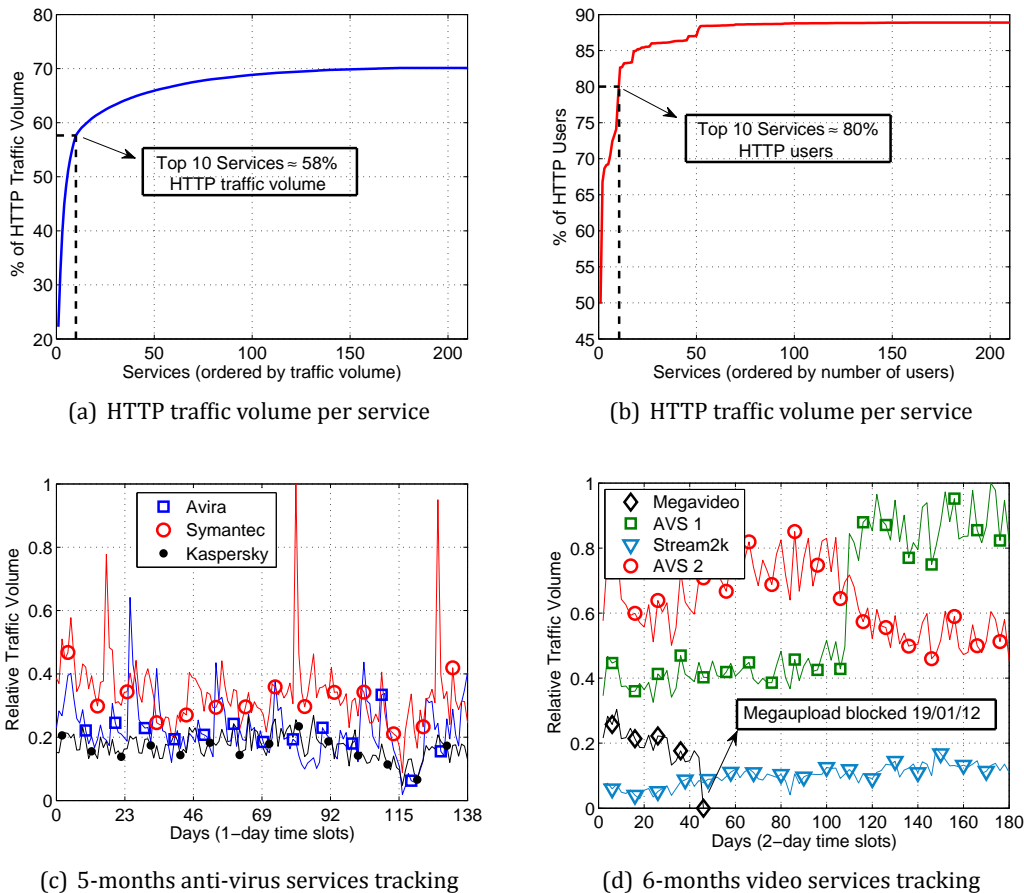 80
70
60
50
40
30
20
0
50
100
150
200
% of HTTP Traffic Volume
Top 10 Services ≈ 58%
HTTP traffic volume
Services (ordered by traffic volume)
(a) HTTP traffic volume per service
90
85
80
75
70
65
60
55
50
45
50
100
150
200
% of HTTP Users
Top 10 Services ≈ 80%
HTTP users
Services (ordered by number of users)
(b) HTTP traffic volume per service
1
0.8
0.6
0.4
0.2
0
0
23
46
69
92
115
138
Relative Traffic Volume
Avira
Symantec
Kaspersky
Days (1−day time slots)
(c) 5-months anti-virus services tracking
1
0.8
0.6
0.4
0.2
0
0
20
40
60
80
100
120
140
160
180
Relative Traffic Volume
Megavideo
AVS 1
Stream2k
AVS 2
Megaupload blocked 19/01/12
Days (2−day time slots)
(d) 6-months video services tracking